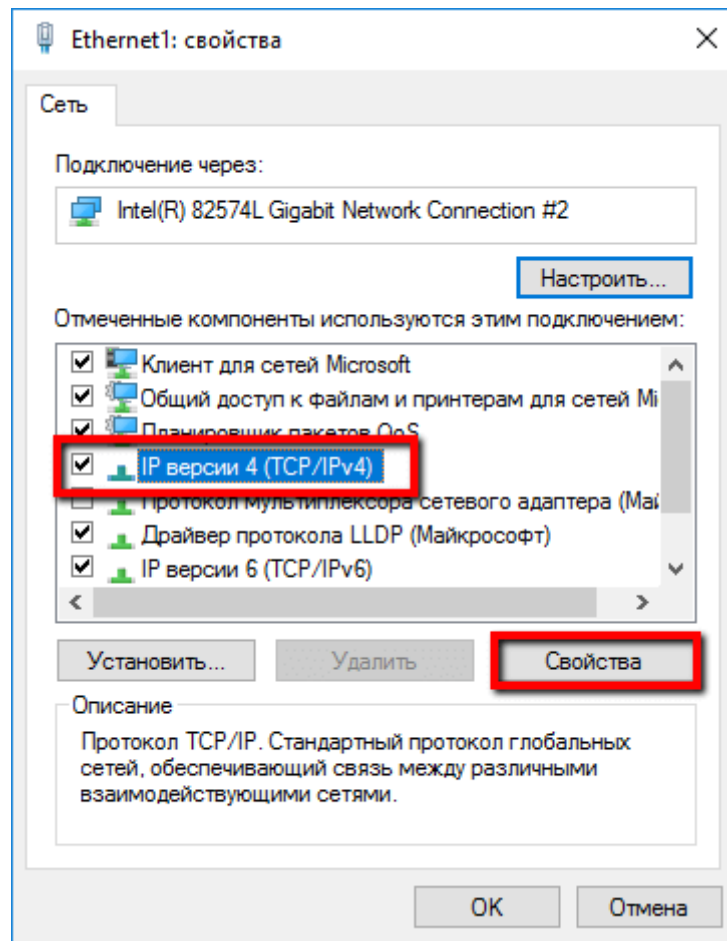 Ethernet1: свойства
Сеть
Подключение через:
Intel(R) 82574L Gigabit Network Connection #2
Настроить...
Отмеченные компоненты используются этим подключением:
Клиент для сетей Microsoft
Общий доступ к файлам и принтерам для сетей Mi
Планировщик пакетов QoS
IP версии 4 (TCP/IPv4)
Протокол мультиплексора сетевого адаптера (Май
Драйвер протокола LLDP (Майкрософт)
IP версии 6 (TCP/IPv6)
Установить...
Удалить
Свойства
Описание
Протокол TCP/IP. Стандартный протокол глобальных
сетей, обеспечивающий связь между различными
взаимодействующими сетями.
OK
Отмена